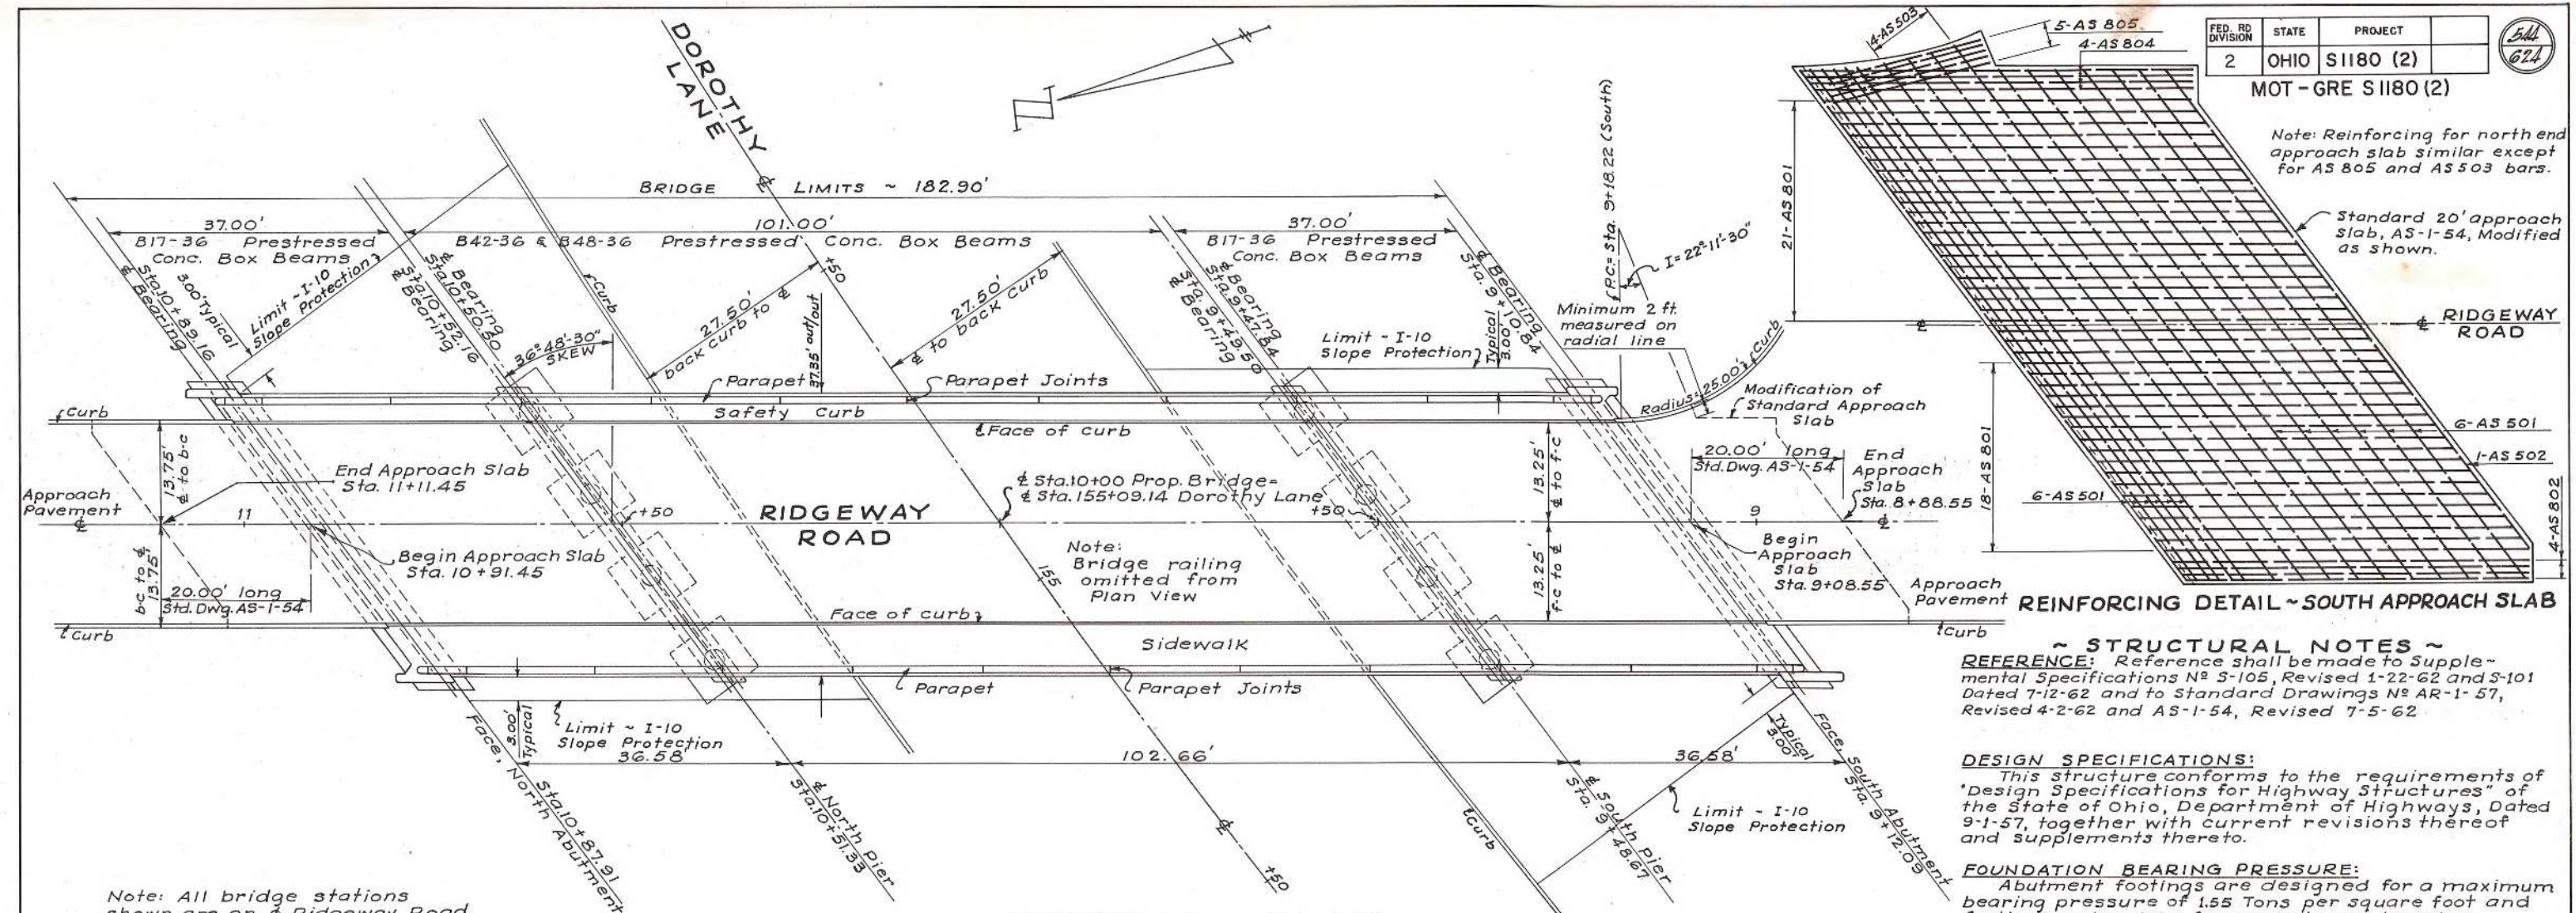 FED. RD DIVISION STATE PROJECT
2 OHIO S1180 (2)
544
624
MOT - GRE S1180 (2)
4-AS 503
5-AS 805
4-AS 804
Note: Reinforcing for north end
approach slab similar except
for AS 805 and AS 503 bars.
Standard 20' approach
slab, AS-1-54, Modified
as shown.
21-AS 801
℄ RIDGEWAY
ROAD
℄
6-AS 501
1-AS 502
18-AS 801
6-AS 501
4-AS 802
REINFORCING DETAIL ~ SOUTH APPROACH SLAB
DOROTHY
LANE
N
BRIDGE ℄ LIMITS ~ 182.90'
37.00'
B17-36 Prestressed
Conc. Box Beams
101.00'
B42-36 & B48-36 Prestressed Conc. Box Beams
37.00'
B17-36 Prestressed
Conc. Box Beams
℄ Bearing
Sta. 10+89.16
3.00' Typical
Limit ~ I-10
Slope Protection
℄ Bearing
Sta. 10+50.50
Sta. 10+52.16
℄ Bearing
36°-48'-30"
SKEW
Curb
27.50'
back curb to ℄
+50
37.35' out/out
27.50'
℄ to back curb
℄ Bearing
Sta. 9+47.84
Sta. 9+49.50
℄ Bearing
Limit ~ I-10
Slope Protection
Typical
3.00'
℄ Bearing
Sta. 9+10.84
P.C. = Sta. 9+18.22 (South)
I=22°-11'-30"
Minimum 2 ft.
measured on
radial line
Radius=25.00'
Curb
Modification of
Standard Approach
Slab
Parapet
Parapet Joints
Safety Curb
Face of curb
Curb
13.75'
℄ to b-c
End Approach Slab
Sta. 11+11.45
Approach
Pavement
℄
11
+50
RIDGEWAY
ROAD
℄ Sta. 10+00 Prop. Bridge=
℄ Sta. 155+09.14 Dorothy Lane
+50
13.25'
℄ to f-c
20.00' long
Std. Dwg. AS-1-54
End
Approach
Slab
Sta. 8+88.55
9
℄
Begin Approach Slab
Sta. 10+91.45
b-c to ℄
13.75'
20.00' long
Std. Dwg. AS-1-54
155
Note:
Bridge railing
omitted from
Plan View
13.25'
f-c to ℄
Begin
Approach
Slab
Sta. 9+08.55
Approach
Pavement
Curb
Face of curb
Curb
Sidewalk
Parapet
Parapet Joints
3.00'
Typical
Limit ~ I-10
Slope Protection
36.58'
102.66'
36.58'
Typical
3.00'
Limit ~ I-10
Slope Protection
Sta. 10+87.91
Face, North Abutment
℄ North Pier
Sta. 10+51.33
℄
+50
Curb
℄ South Pier
Sta. 9+48.67
Face, South Abutment
Sta. 9+12.09
Note: All bridge stations
shown are on ℄ Ridgeway Road
~ STRUCTURAL NOTES ~
REFERENCE: Reference shall be made to Supple~
mental Specifications Nº S-105, Revised 1-22-62 and S-101
Dated 7-12-62 and to Standard Drawings Nº AR-1-57,
Revised 4-2-62 and AS-1-54, Revised 7-5-62
DESIGN SPECIFICATIONS:
This structure conforms to the requirements of
"Design Specifications for Highway Structures" of
the State of Ohio, Department of Highways, Dated
9-1-57, together with current revisions thereof
and supplements thereto.
FOUNDATION BEARING PRESSURE:
Abutment footings are designed for a maximum
bearing pressure of 1.55 Tons per square foot and